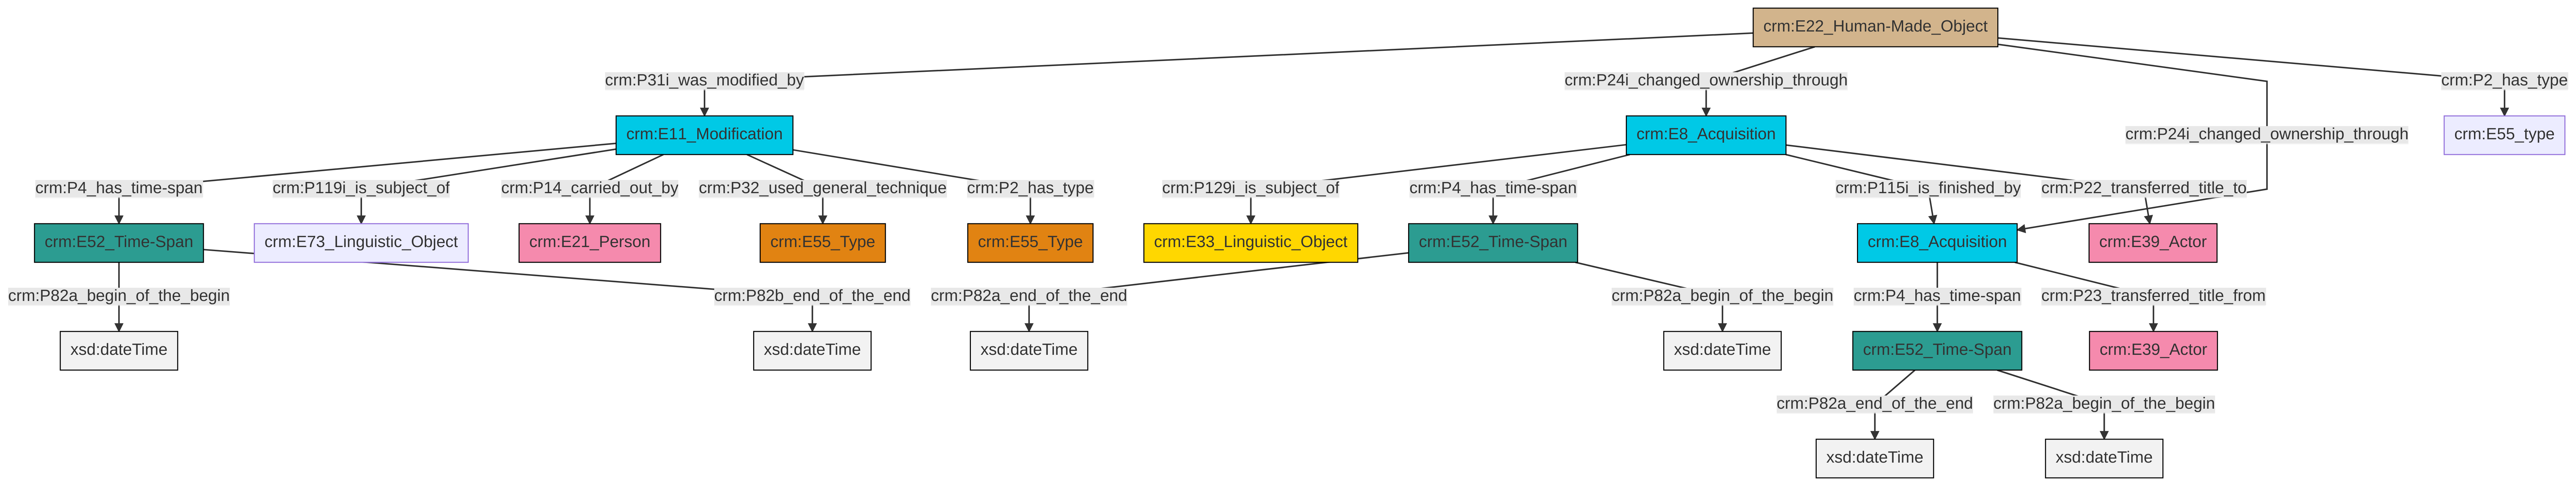 crm:E22_Human-Made_Object
crm:P31i_was_modified_by
crm:P24i_changed_ownership_through
crm:P2_has_type
crm:E11_Modification
crm:E8_Acquisition
crm:P24i_changed_ownership_through
crm:E55_type
crm:P4_has_time-span
crm:P119i_is_subject_of
crm:P14_carried_out_by
crm:P32_used_general_technique
crm:P2_has_type
crm:P129i_is_subject_of
crm:P4_has_time-span
crm:P115i_is_finished_by
crm:P22_transferred_title_to
crm:E52_Time-Span
crm:E73_Linguistic_Object
crm:E21_Person
crm:E55_Type
crm:E55_Type
crm:E33_Linguistic_Object
crm:E52_Time-Span
crm:E8_Acquisition
crm:E39_Actor
crm:P82a_begin_of_the_begin
crm:P82b_end_of_the_end
crm:P82a_end_of_the_end
crm:P82a_begin_of_the_begin
crm:P4_has_time-span
crm:P23_transferred_title_from
xsd:dateTime
xsd:dateTime
xsd:dateTime
xsd:dateTime
crm:E52_Time-Span
crm:E39_Actor
crm:P82a_end_of_the_end
crm:P82a_begin_of_the_begin
xsd:dateTime
xsd:dateTime